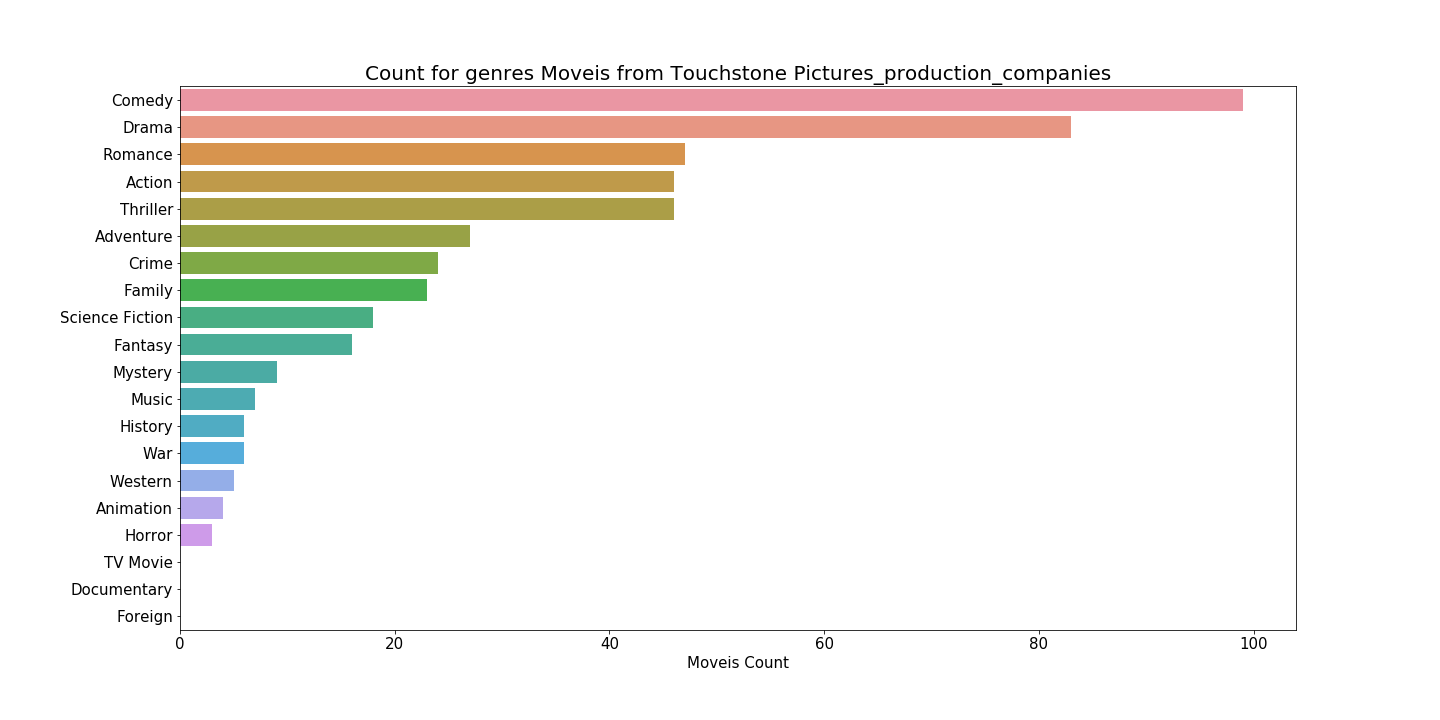 Count for genres Moveis from Touchstone Pictures_production_companies
Comedy
Drama
Romance
Action
Thriller
Adventure
Crime
Family
Science Fiction
Fantasy
Mystery
Music
History
War
Western
Animation
Horror
TV Movie
Documentary
Foreign
0 20 40 60 80 100
Moveis Count